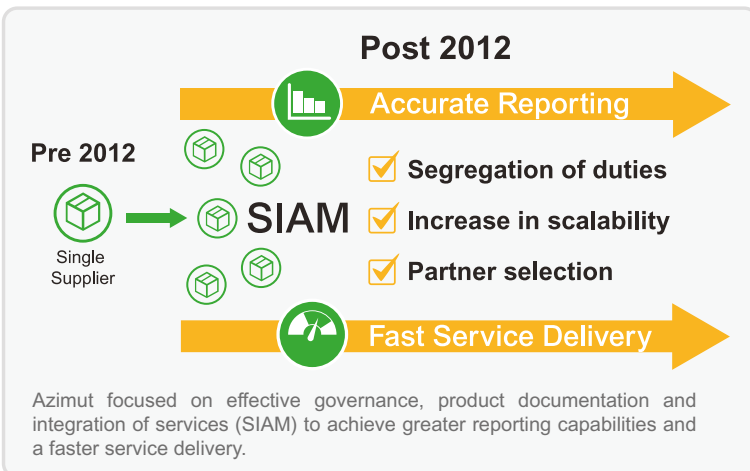 Post 2012
Accurate Reporting
Pre 2012
Single
Supplier
SIAM
Segregation of duties
Increase in scalability
Partner selection
Fast Service Delivery
Azimut focused on effective governance, product documentation and
integration of services (SIAM) to achieve greater reporting capabilities and
a faster service delivery.